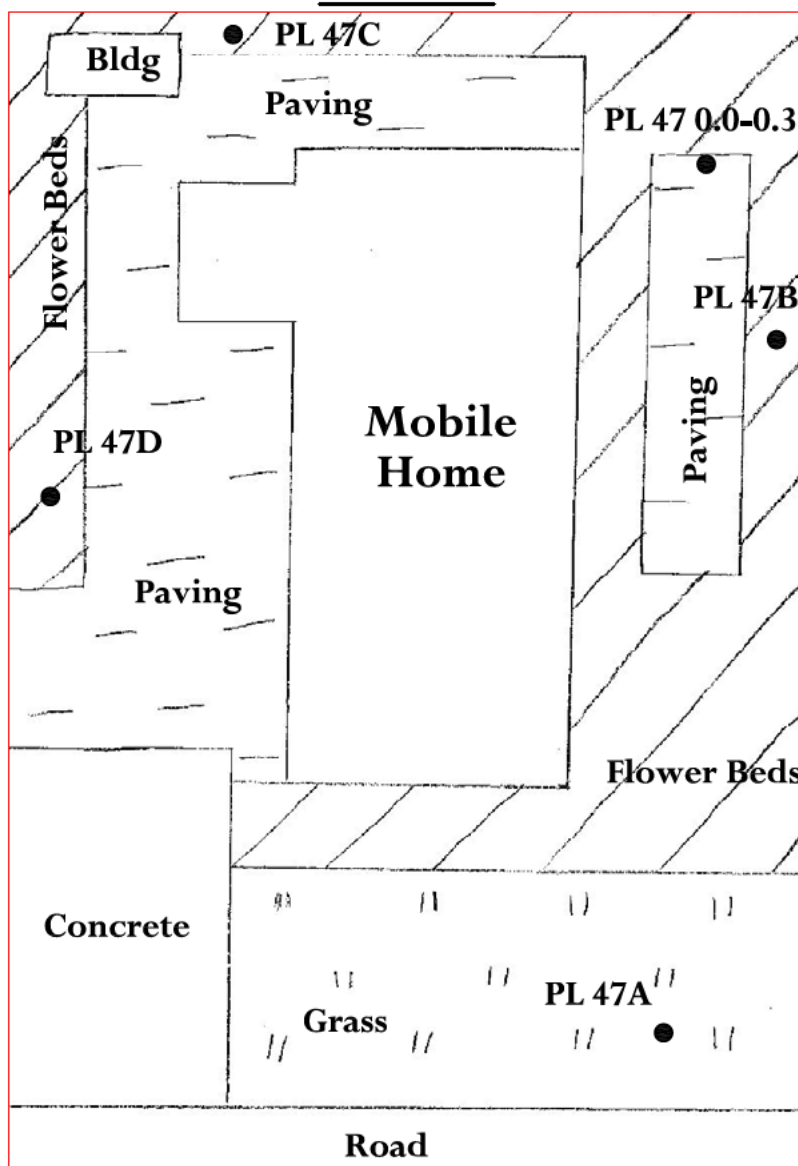 PL 47C
Bldg
Paving
PL 47 0.0-0.3
Flower Beds
PL 47B
Mobile
Home
Paving
PL 47D
Paving
Flower Beds
Concrete
PL 47A
Grass
Road